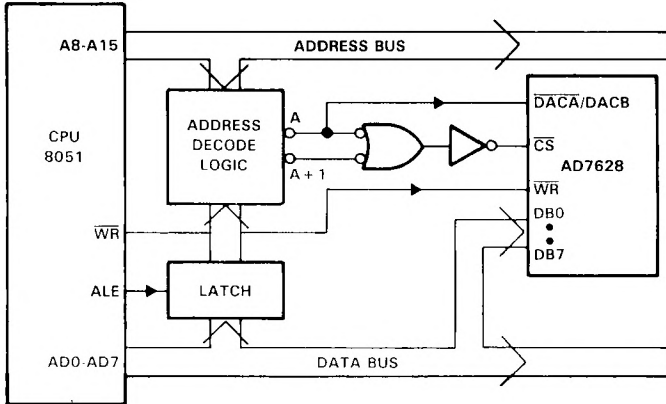 A8-A15
ADDRESS BUS
CPU
8051
ADDRESS
DECODE
LOGIC
A
A + 1
DACA/DACB
CS
AD7628
WR
DB0
DB7
WR
ALE
LATCH
AD0-AD7
DATA BUS